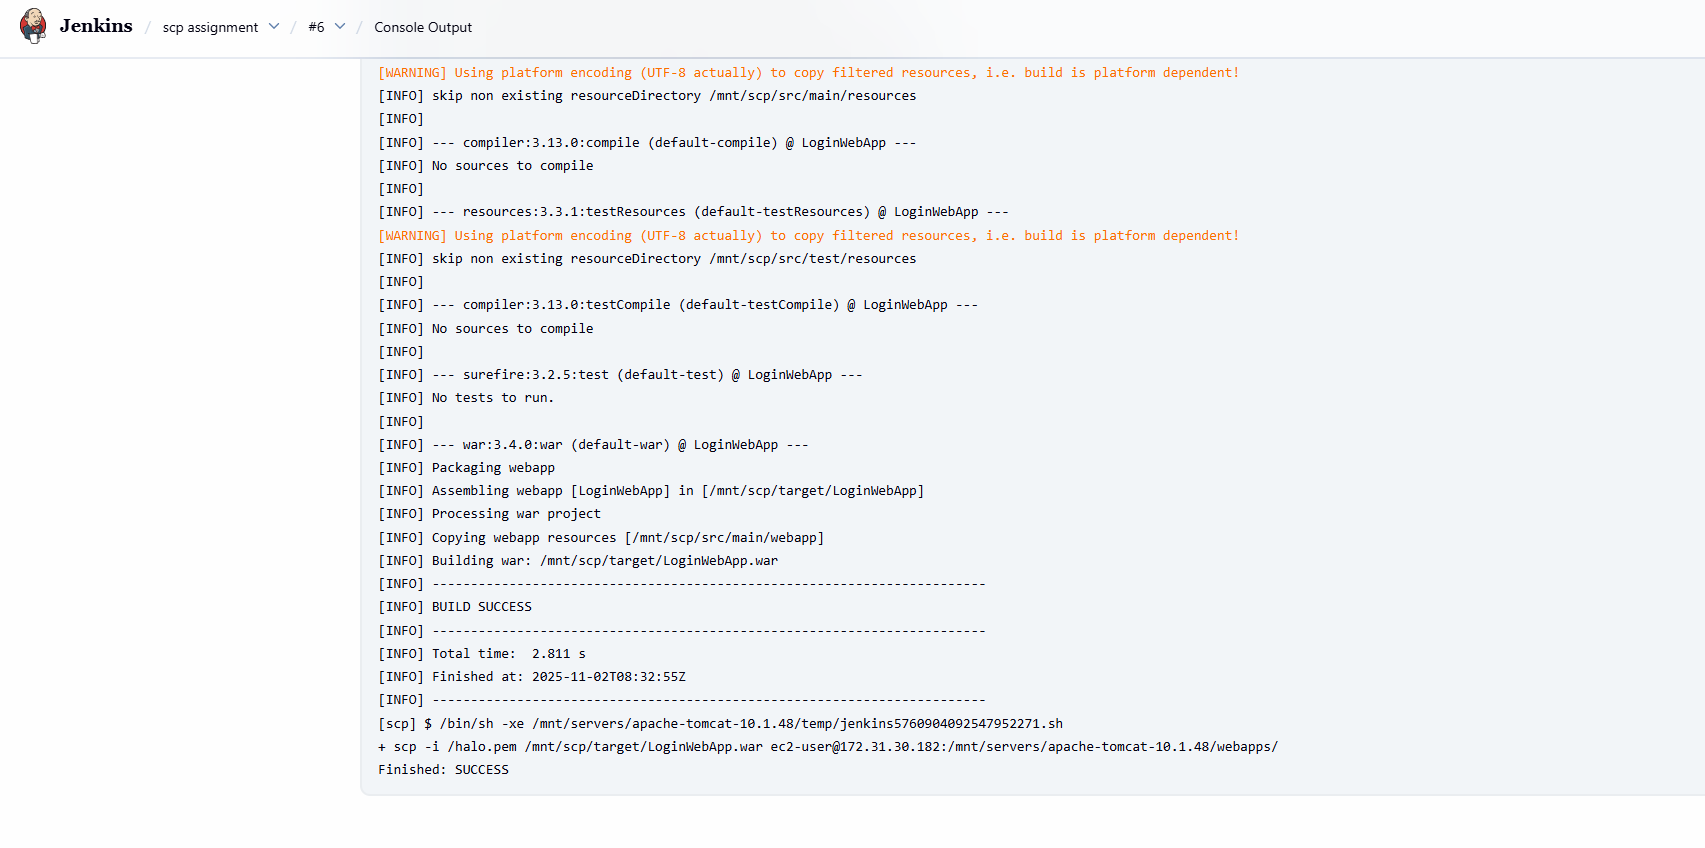 Jenkins / scp assignment / #6 / Console Output
[WARNING] Using platform encoding (UTF-8 actually) to copy filtered resources, i.e. build is platform dependent!
[INFO] skip non existing resourceDirectory /mnt/scp/src/main/resources
[INFO]
[INFO] --- compiler:3.13.0:compile (default-compile) @ LoginWebApp ---
[INFO] No sources to compile
[INFO]
[INFO] --- resources:3.3.1:testResources (default-testResources) @ LoginWebApp ---
[WARNING] Using platform encoding (UTF-8 actually) to copy filtered resources, i.e. build is platform dependent!
[INFO] skip non existing resourceDirectory /mnt/scp/src/test/resources
[INFO]
[INFO] --- compiler:3.13.0:testCompile (default-testCompile) @ LoginWebApp ---
[INFO] No sources to compile
[INFO]
[INFO] --- surefire:3.2.5:test (default-test) @ LoginWebApp ---
[INFO] No tests to run.
[INFO]
[INFO] --- war:3.4.0:war (default-war) @ LoginWebApp ---
[INFO] Packaging webapp
[INFO] Assembling webapp [LoginWebApp] in [/mnt/scp/target/LoginWebApp]
[INFO] Processing war project
[INFO] Copying webapp resources [/mnt/scp/src/main/webapp]
[INFO] Building war: /mnt/scp/target/LoginWebApp.war
[INFO] ------------------------------------------------------------------------
[INFO] BUILD SUCCESS
[INFO] ------------------------------------------------------------------------
[INFO] Total time:  2.811 s
[INFO] Finished at: 2025-11-02T08:32:55Z
[INFO] ------------------------------------------------------------------------
[scp] $ /bin/sh -xe /mnt/servers/apache-tomcat-10.1.48/temp/jenkins5760904092547952271.sh
+ scp -i /halo.pem /mnt/scp/target/LoginWebApp.war ec2-user@172.31.30.182:/mnt/servers/apache-tomcat-10.1.48/webapps/
Finished: SUCCESS